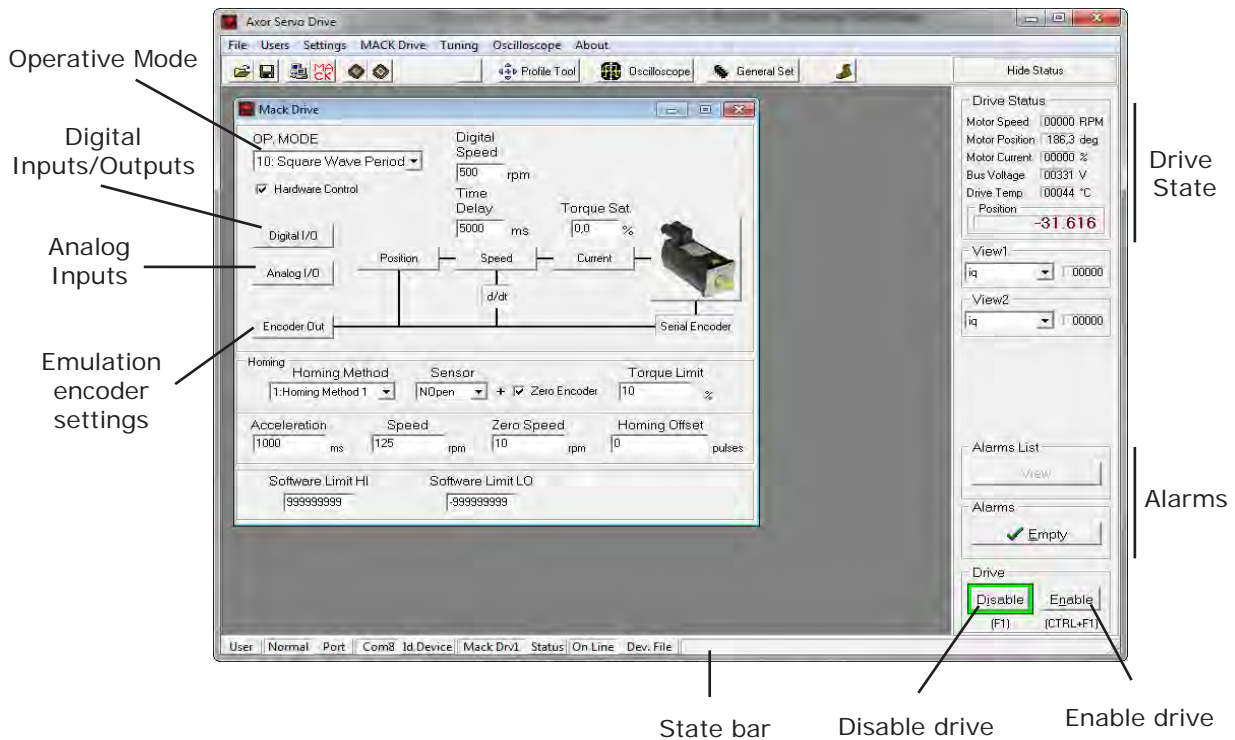 Axor Servo Drive
File Users Settings MACK Drive Tuning Oscilloscope About
MACK Profile Tool Oscilloscope General Set Hide Status
Operative Mode
Digital
Inputs/Outputs
Analog
Inputs
Emulation
encoder
settings
Mack Drive
OP. MODE
10: Square Wave Period
Hardware Control
Digital
Speed
500 rpm
Time
Delay
5000 ms
Torque Sat.
0,0 %
Digital I/O
Analog I/O
Position
Speed
Current
d/dt
Encoder Out
Serial Encoder
Homing
Homing Method Sensor Torque Limit
1:Homing Method 1 NOpen + Zero Encoder 10 %
Acceleration Speed Zero Speed Homing Offset
1000 ms 125 rpm 10 rpm 0 pulses
Software Limit HI Software Limit LO
999999999 -999999999
Drive Status
Motor Speed 00000 RPM
Motor Position 186,3 deg
Motor Current 00000 %
Bus Voltage 00331 V
Drive Temp 00044 °C
Position
-31.616
View1
iq 00000
View2
iq 00000
Alarms List
View
Alarms
Empty
Drive
Disable Enable
(F1) (CTRL+F1)
Drive
State
Alarms
User Normal Port Com8 Id.Device Mack Drv1 Status On Line Dev. File
State bar
Disable drive
Enable drive